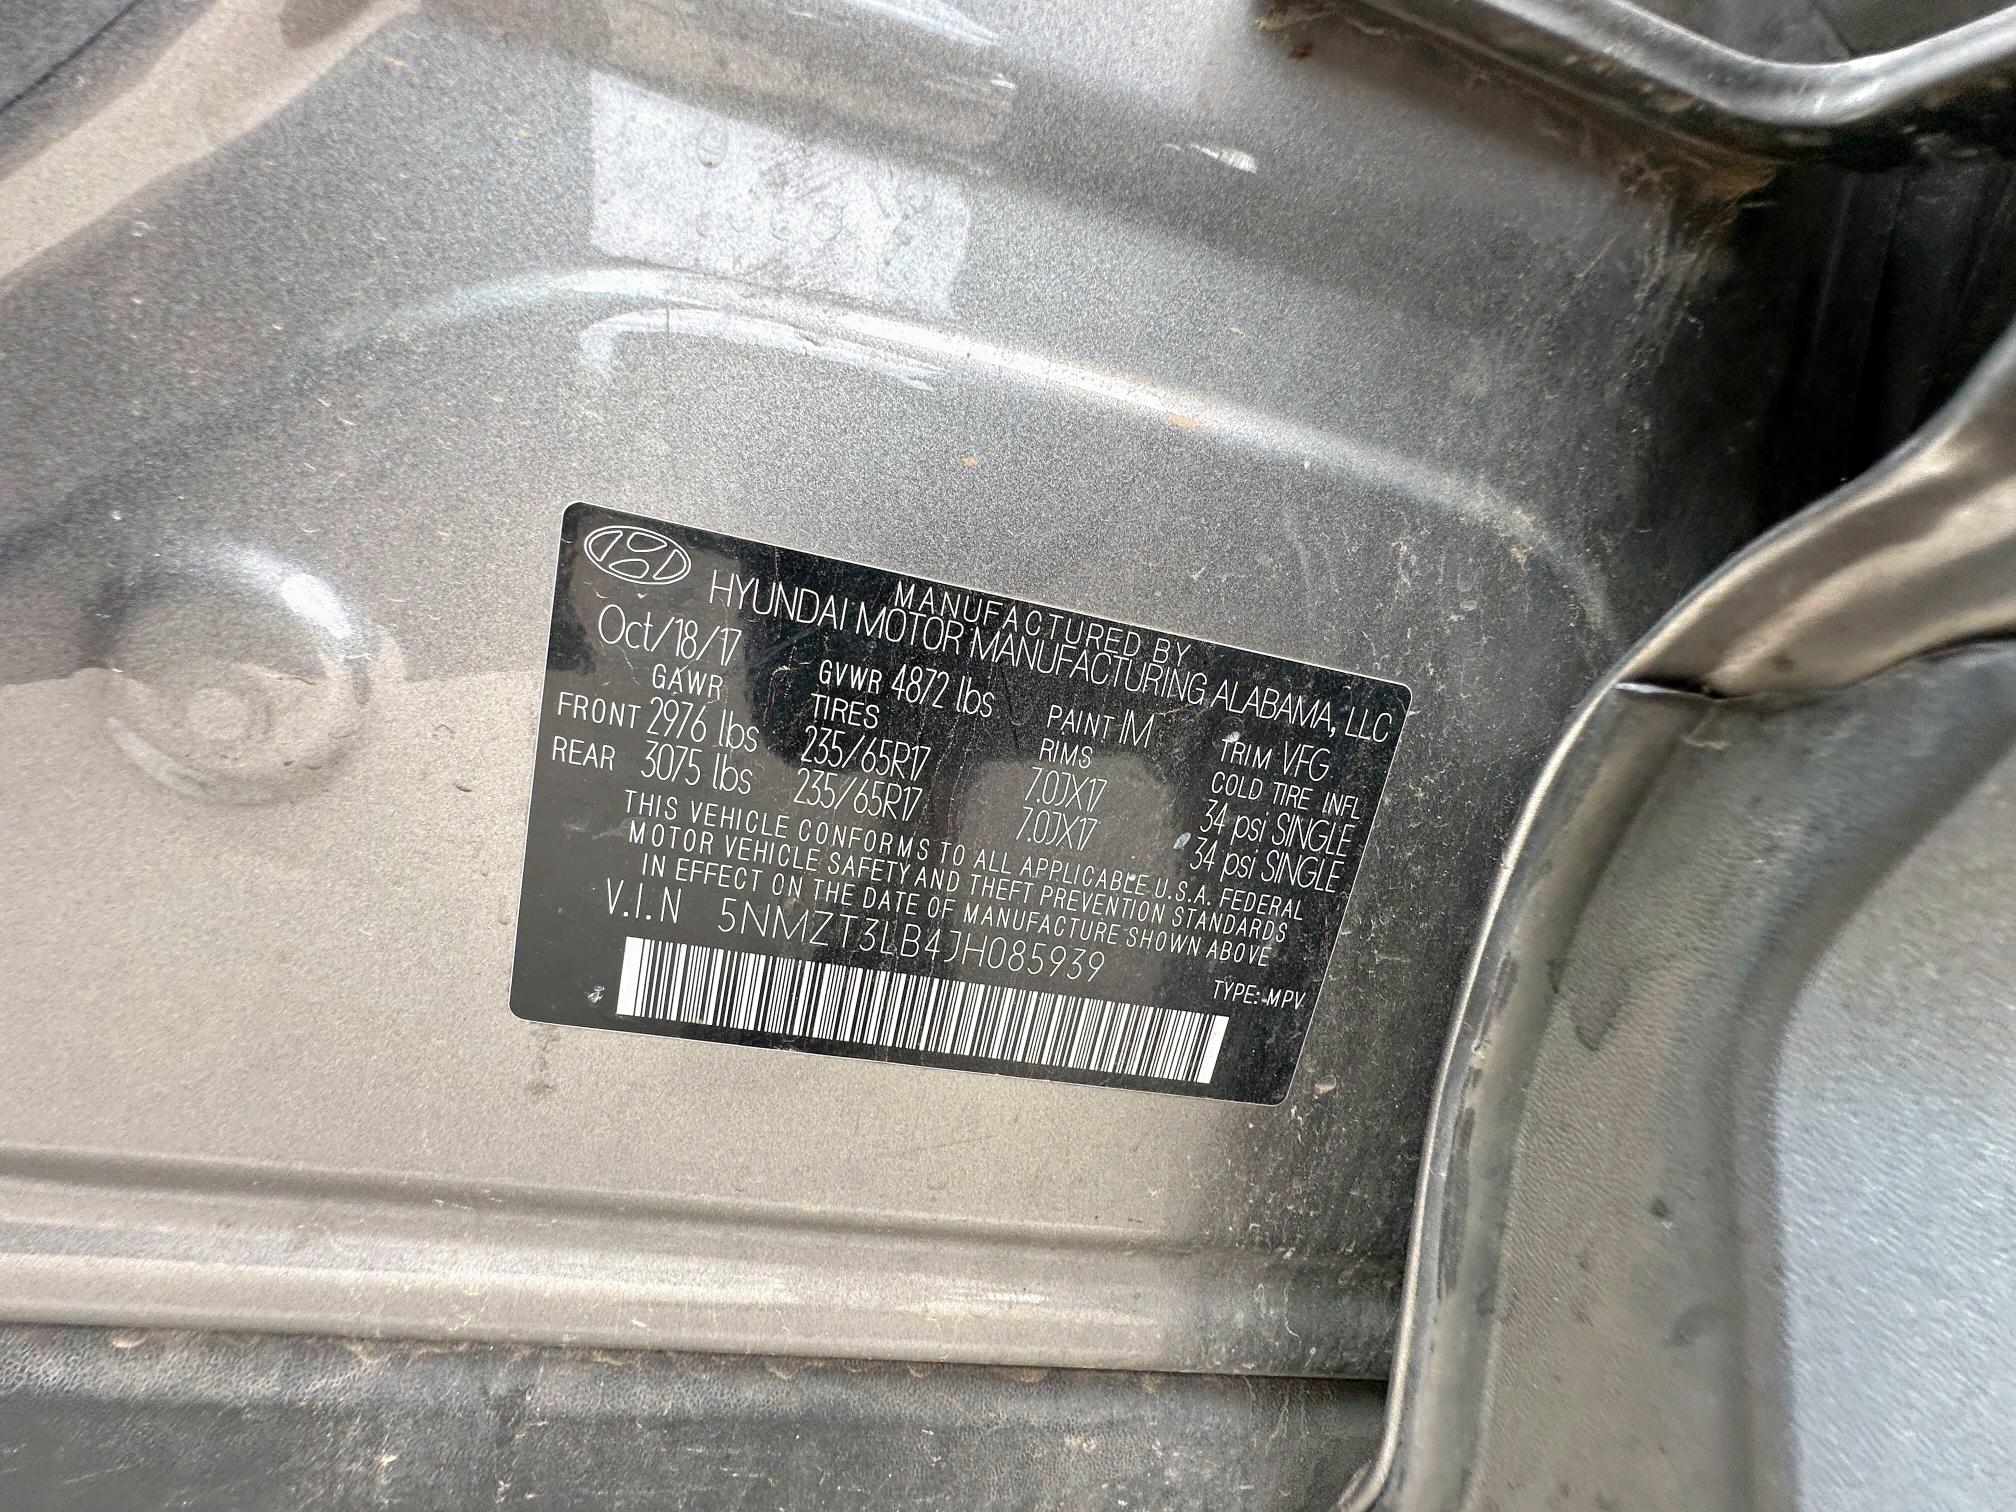 MANUFACTURED BY
HYUNDAI MOTOR MANUFACTURING ALABAMA, LLC
Oct/18/17 GVWR 4872 lbs PAINT IM TRIM VFG
GAWR TIRES RIMS COLD TIRE INFL
FRONT 2976 lbs 235/65R17 7.0JX17 34 psi SINGLE
REAR 3075 lbs 235/65R17 7.0JX17 34 psi SINGLE
THIS VEHICLE CONFORMS TO ALL APPLICABLE U.S.A. FEDERAL
MOTOR VEHICLE SAFETY AND THEFT PREVENTION STANDARDS
IN EFFECT ON THE DATE OF MANUFACTURE SHOWN ABOVE
V.I.N 5NMZT3LB4JH085939
TYPE: MPV